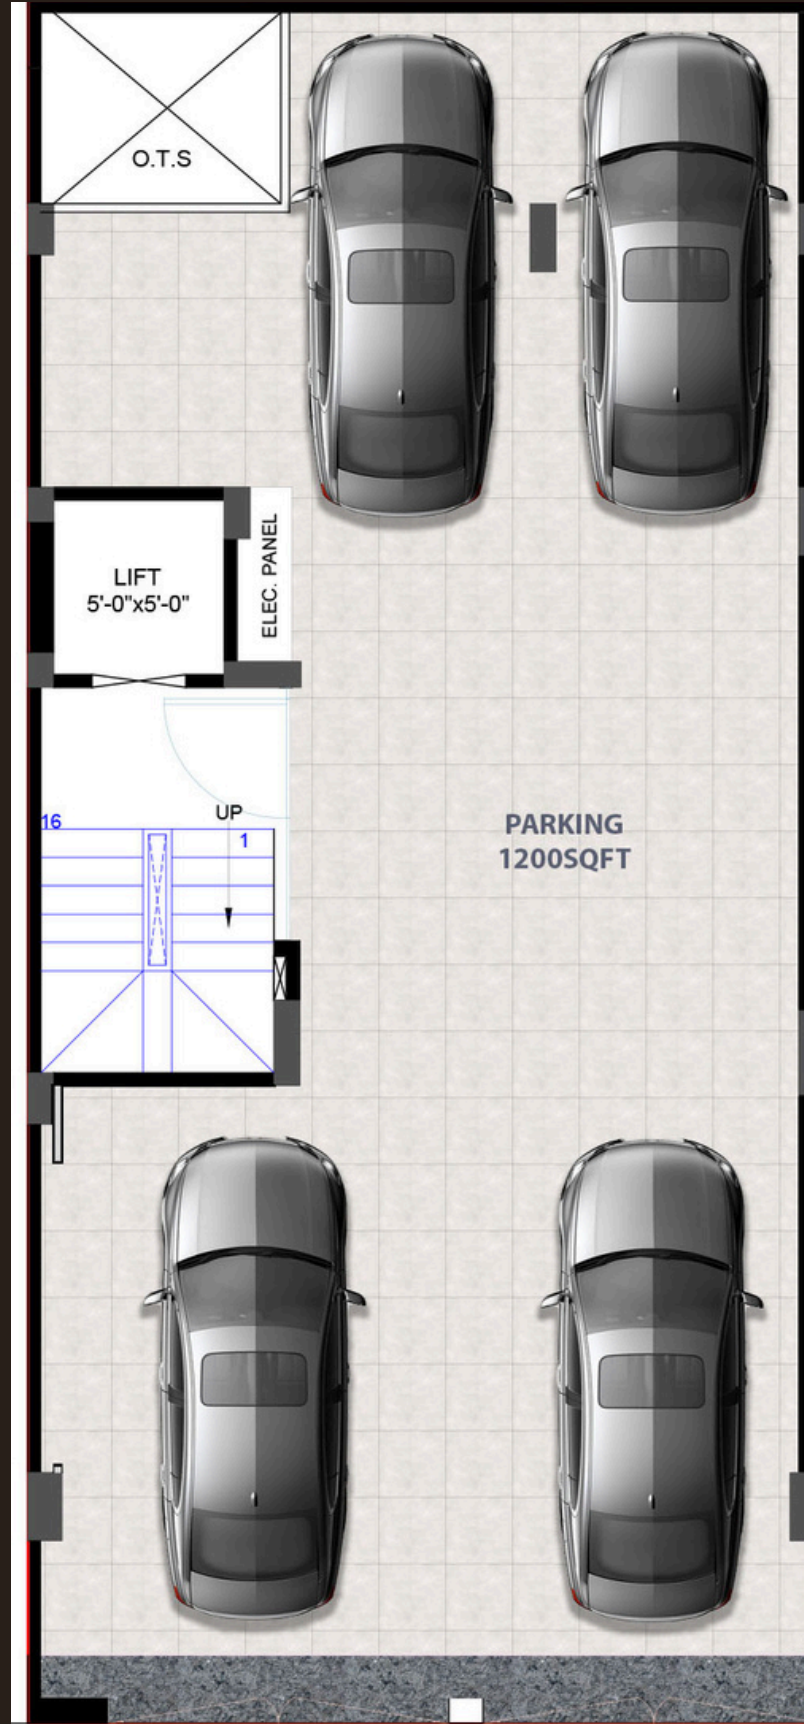 O.T.S
LIFT
5'-0"x5'-0"
ELEC. PANEL
UP
16
1
PARKING
1200SQFT